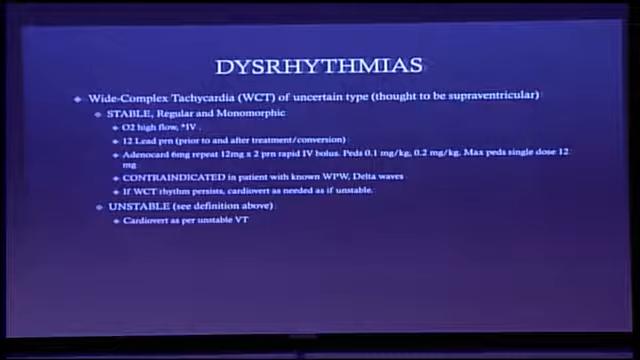 DYSRHYTHMIAS
Wide-Complex Tachycardia (WCT) of uncertain type (thought to be supraventricular)
STABLE, Regular and Monomorphic
O2 high flow, *IV .
12 Lead prn (prior to and after treatment/conversion)
Adenocard 6mg repeat 12mg x 2 prn rapid IV bolus. Peds 0.1 mg/kg, 0.2 mg/kg. Max peds single dose 12
mg
CONTRAINDICATED in patient with known WPW, Delta waves
If WCT rhythm persists, cardiovert as needed as if unstable.
UNSTABLE (see definition above)
Cardiovert as per unstable VT